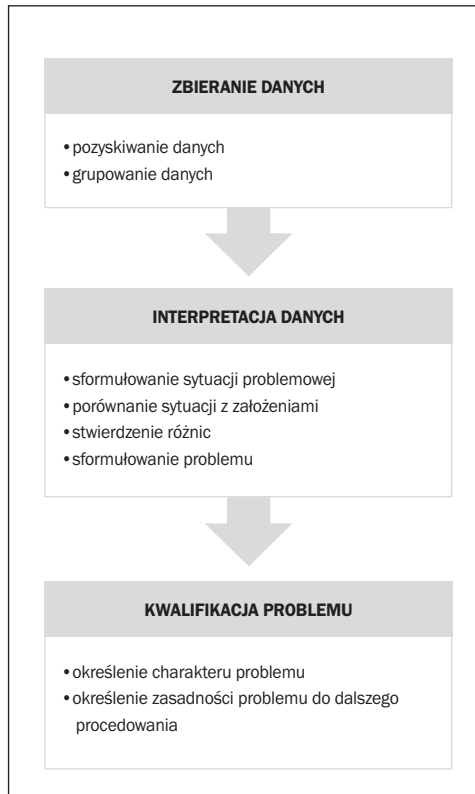 ZBIERANIE DANYCH
• pozyskiwanie danych
• grupowanie danych
INTERPRETACJA DANYCH
• sformułowanie sytuacji problemowej
• porównanie sytuacji z założeniami
• stwierdzenie różnic
• sformułowanie problemu
KWALIFIKACJA PROBLEMU
• określenie charakteru problemu
• określenie zasadności problemu do dalszego
procedowania